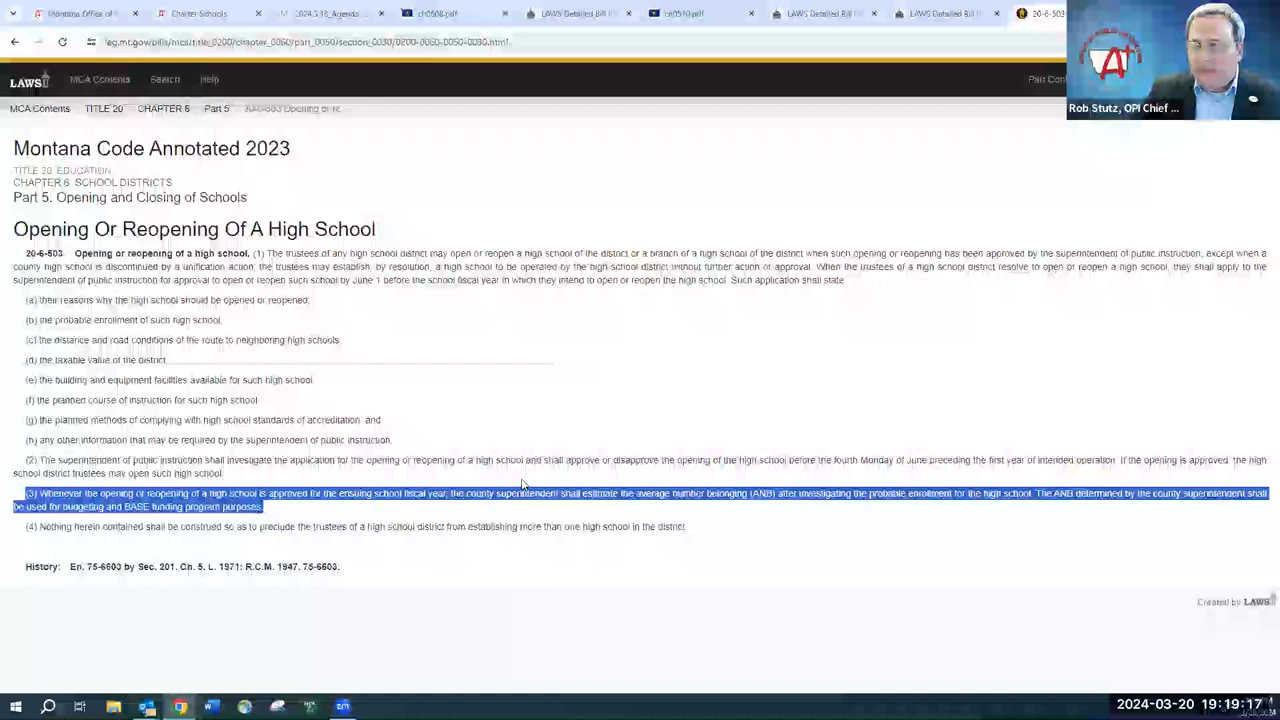 Montana Office of
Charter Schools
2024.3.18_Agenda
ch0508.pdf
LAWS Detailed Bill
ch0510.pdf
LAWS Detailed Bill
LAWS Detailed Bill
20-6-503
leg.mt.gov/bills/mca/title_0200/chapter_0060/part_0050/section_0030/0200-0060-0050-0030.html
LAWS MCA Contents Search Help Part Con
MCA Contents TITLE 20 CHAPTER 6 Part 5 20-6-503 Opening or re...
Rob Stutz, OPI Chief ...
Montana Code Annotated 2023
TITLE 20. EDUCATION
CHAPTER 6. SCHOOL DISTRICTS
Part 5. Opening and Closing of Schools
Opening Or Reopening Of A High School
20-6-503. Opening or reopening of a high school. (1) The trustees of any high school district may open or reopen a high school of the district or a branch of a high school of the district when such opening or reopening has been approved by the superintendent of public instruction, except when a
county high school is discontinued by a unification action, the trustees may establish, by resolution, a high school to be operated by the high school district without further action or approval. When the trustees of a high school district resolve to open or reopen a high school, they shall apply to the
superintendent of public instruction for approval to open or reopen such school by June 1 before the school fiscal year in which they intend to open or reopen the high school. Such application shall state:
(a) their reasons why the high school should be opened or reopened;
(b) the probable enrollment of such high school;
(c) the distance and road conditions of the route to neighboring high schools;
(d) the taxable value of the district;
(e) the building and equipment facilities available for such high school;
(f) the planned course of instruction for such high school;
(g) the planned methods of complying with high school standards of accreditation; and
(h) any other information that may be required by the superintendent of public instruction.
(2) The superintendent of public instruction shall investigate the application for the opening or reopening of a high school and shall approve or disapprove the opening of the high school before the fourth Monday of June preceding the first year of intended operation. If the opening is approved, the high
school district trustees may open such high school.
(3) Whenever the opening or reopening of a high school is approved for the ensuing school fiscal year, the county superintendent shall estimate the average number belonging (ANB) after investigating the probable enrollment for the high school. The ANB determined by the county superintendent shall
be used for budgeting and BASE funding program purposes.
(4) Nothing herein contained shall be construed so as to preclude the trustees of a high school district from establishing more than one high school in the district.
History: En. 75-6603 by Sec. 201, Ch. 5, L. 1971; R.C.M. 1947, 75-6603.
Created by LAWS
2024-03-20 19:19:17